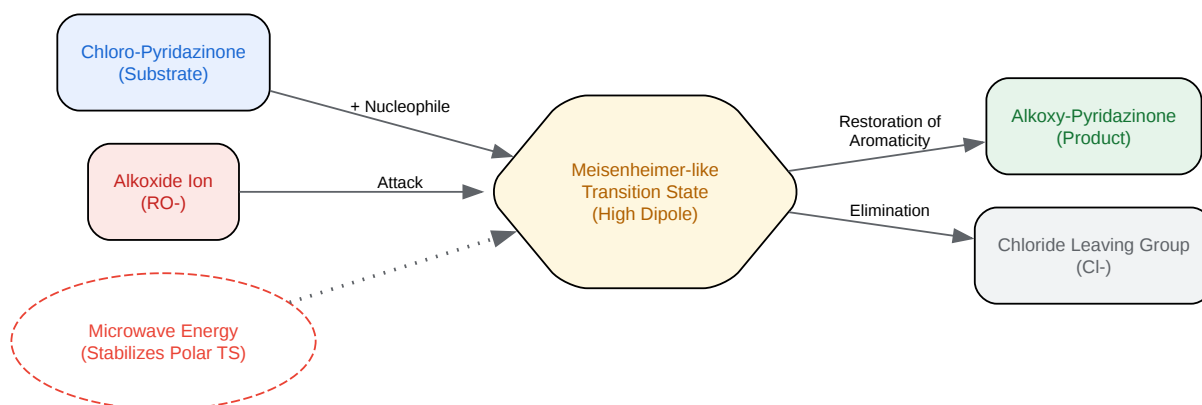 Chloro-Pyridazinone
(Substrate)
+ Nucleophile
Alkoxide Ion
(RO-)
Attack
Microwave Energy
(Stabilizes Polar TS)
Meisenheimer-like
Transition State
(High Dipole)
Restoration of
Aromaticity
Elimination
Alkoxy-Pyridazinone
(Product)
Chloride Leaving Group
(Cl-)